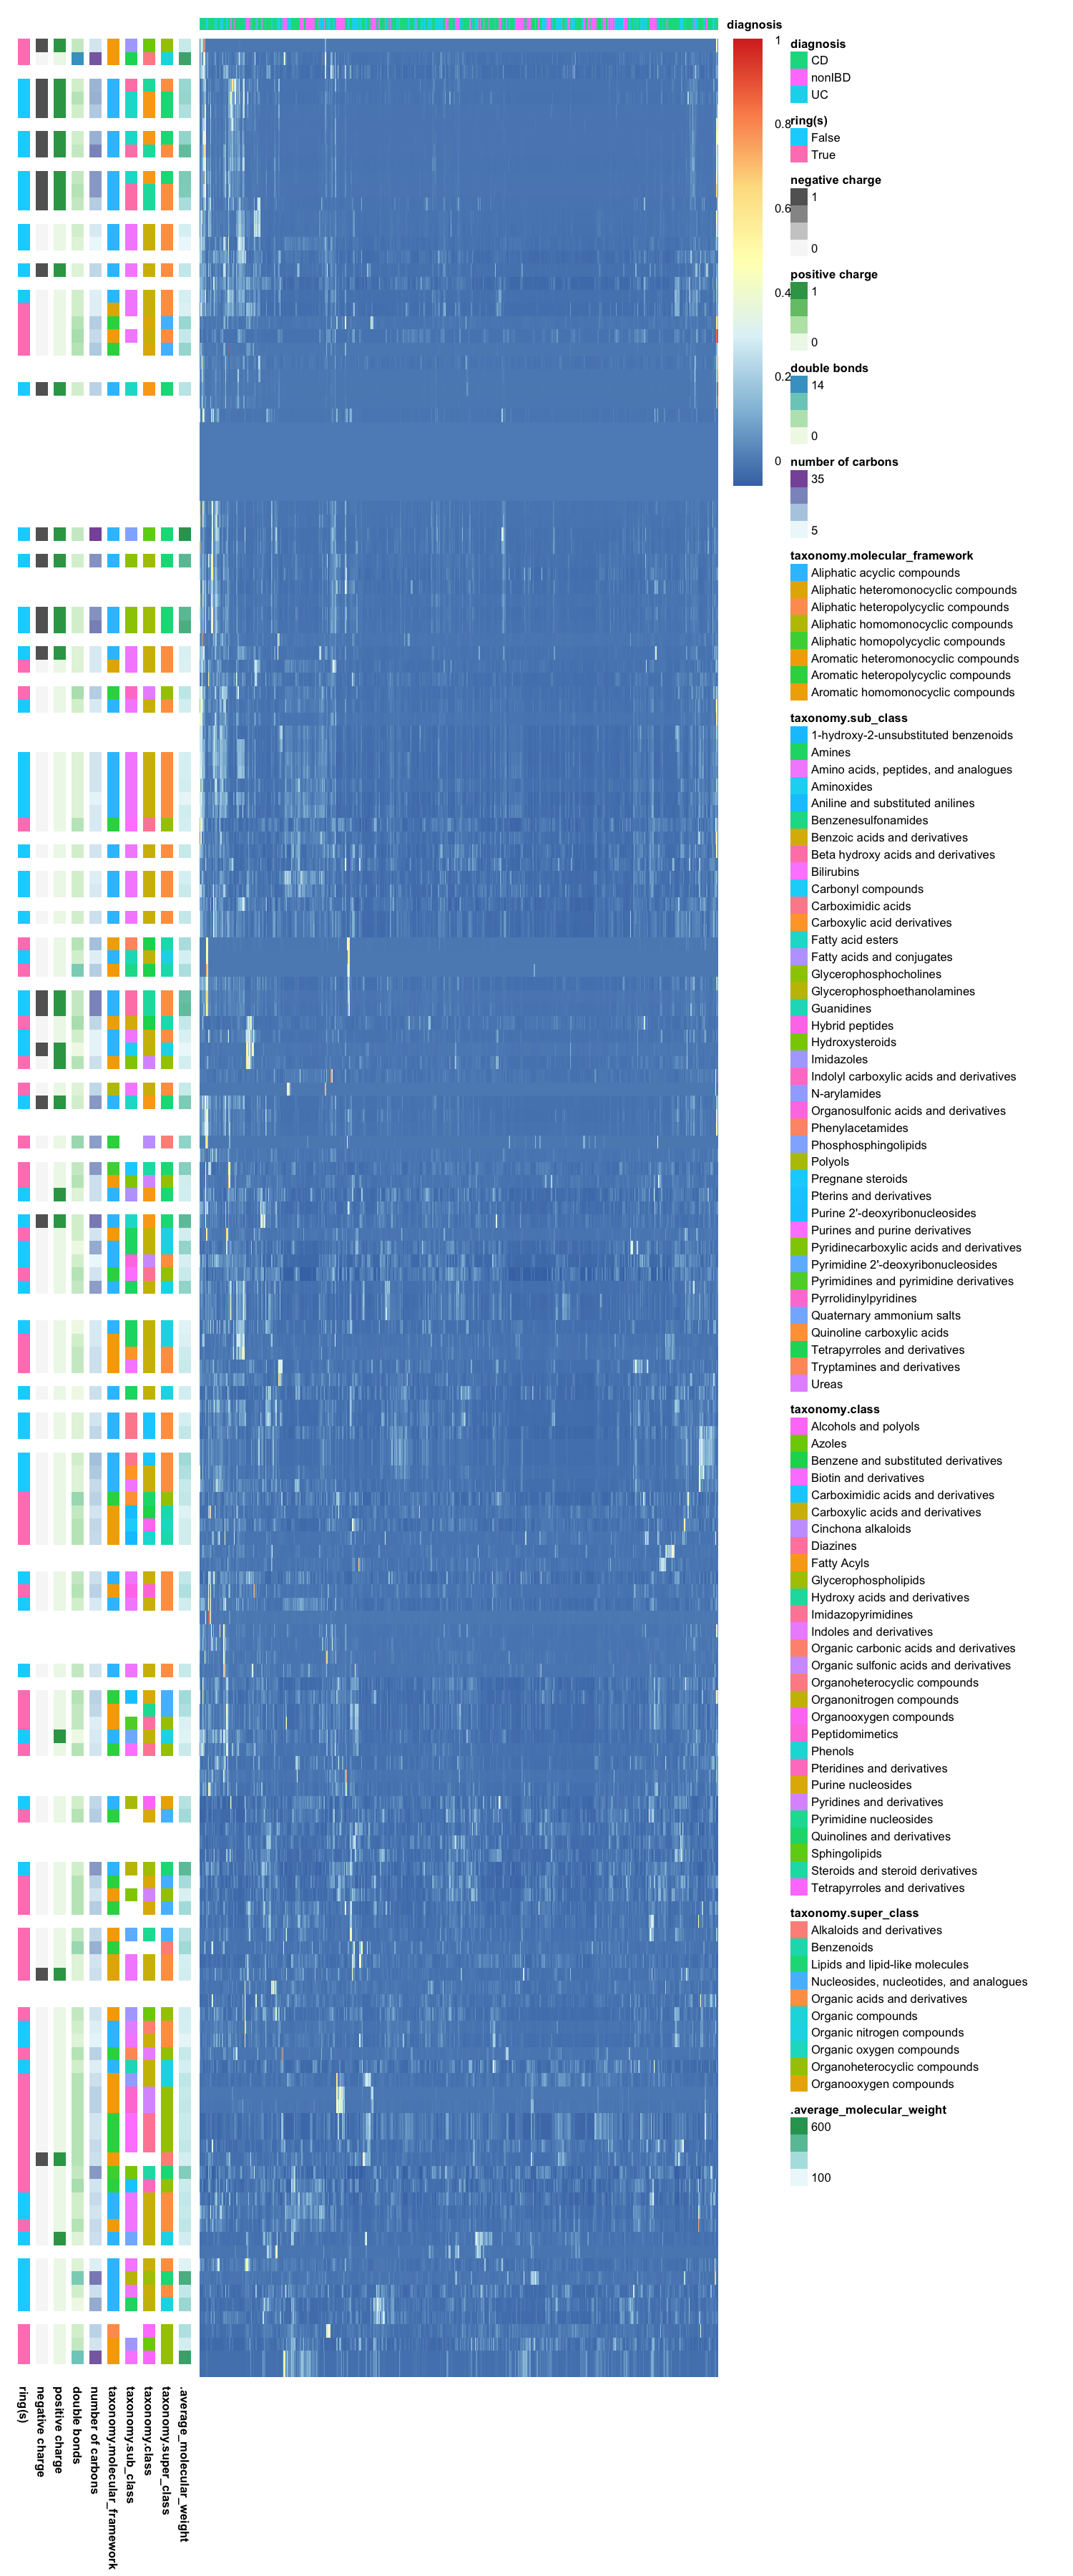 diagnosis
1
0.8
0.6
0.4
0.2
0
diagnosis
CD
nonIBD
UC
ring(s)
False
True
negative charge
1
0
positive charge
1
0
double bonds
14
0
number of carbons
35
5
taxonomy.molecular_framework
Aliphatic acyclic compounds
Aliphatic heteromonocyclic compounds
Aliphatic heteropolycyclic compounds
Aliphatic homomonocyclic compounds
Aliphatic homopolycyclic compounds
Aromatic heteromonocyclic compounds
Aromatic heteropolycyclic compounds
Aromatic homomonocyclic compounds
taxonomy.sub_class
1-hydroxy-2-unsubstituted benzenoids
Amines
Amino acids, peptides, and analogues
Aminoxides
Aniline and substituted anilines
Benzenesulfonamides
Benzoic acids and derivatives
Beta hydroxy acids and derivatives
Bilirubins
Carbonyl compounds
Carboximidic acids
Carboxylic acid derivatives
Fatty acid esters
Fatty acids and conjugates
Glycerophosphocholines
Glycerophosphoethanolamines
Guanidines
Hybrid peptides
Hydroxysteroids
Imidazoles
Indolyl carboxylic acids and derivatives
N-arylamides
Organosulfonic acids and derivatives
Phenylacetamides
Phosphosphingolipids
Polyols
Pregnane steroids
Pterins and derivatives
Purine 2'-deoxyribonucleosides
Purines and purine derivatives
Pyridinecarboxylic acids and derivatives
Pyrimidine 2'-deoxyribonucleosides
Pyrimidines and pyrimidine derivatives
Pyrrolidinylpyridines
Quaternary ammonium salts
Quinoline carboxylic acids
Tetrapyrroles and derivatives
Tryptamines and derivatives
Ureas
taxonomy.class
Alcohols and polyols
Azoles
Benzene and substituted derivatives
Biotin and derivatives
Carboximidic acids and derivatives
Carboxylic acids and derivatives
Cinchona alkaloids
Diazines
Fatty Acyls
Glycerophospholipids
Hydroxy acids and derivatives
Imidazopyrimidines
Indoles and derivatives
Organic carbonic acids and derivatives
Organic sulfonic acids and derivatives
Organoheterocyclic compounds
Organonitrogen compounds
Organooxygen compounds
Peptidomimetics
Phenols
Pteridines and derivatives
Purine nucleosides
Pyridines and derivatives
Pyrimidine nucleosides
Quinolines and derivatives
Sphingolipids
Steroids and steroid derivatives
Tetrapyrroles and derivatives
taxonomy.super_class
Alkaloids and derivatives
Benzenoids
Lipids and lipid-like molecules
Nucleosides, nucleotides, and analogues
Organic acids and derivatives
Organic compounds
Organic nitrogen compounds
Organic oxygen compounds
Organoheterocyclic compounds
Organooxygen compounds
.average_molecular_weight
600
100
ring(s)
negative charge
positive charge
double bonds
number of carbons
taxonomy.molecular_framework
taxonomy.sub_class
taxonomy.class
taxonomy.super_class
.average_molecular_weight